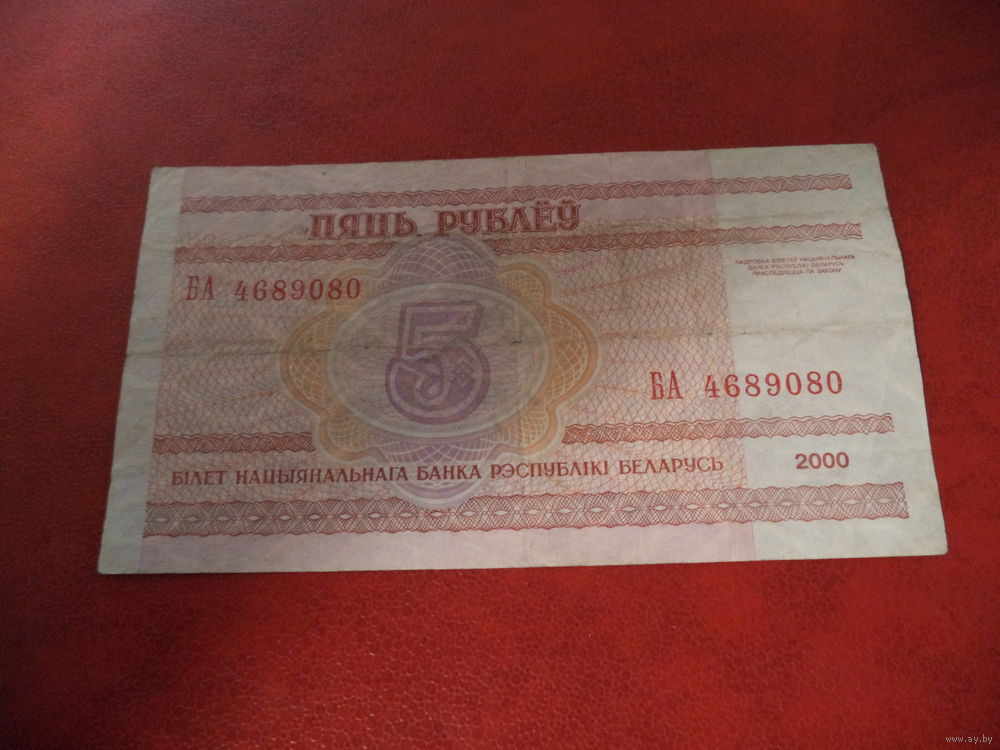 ПЯЦЬ РУБЛЁЎ
ПАДРОБКА БІЛЕТАЎ НАЦЫЯНАЛЬНАГА
БАНКА РЭСПУБЛІКІ БЕЛАРУСЬ
ПРАСЛЕДУЕЦЦА ПА ЗАКОНУ
БА 4689080
5
БА 4689080
БІЛЕТ НАЦЫЯНАЛЬНАГА БАНКА РЭСПУБЛІКІ БЕЛАРУСЬ
2000
www.ay.by